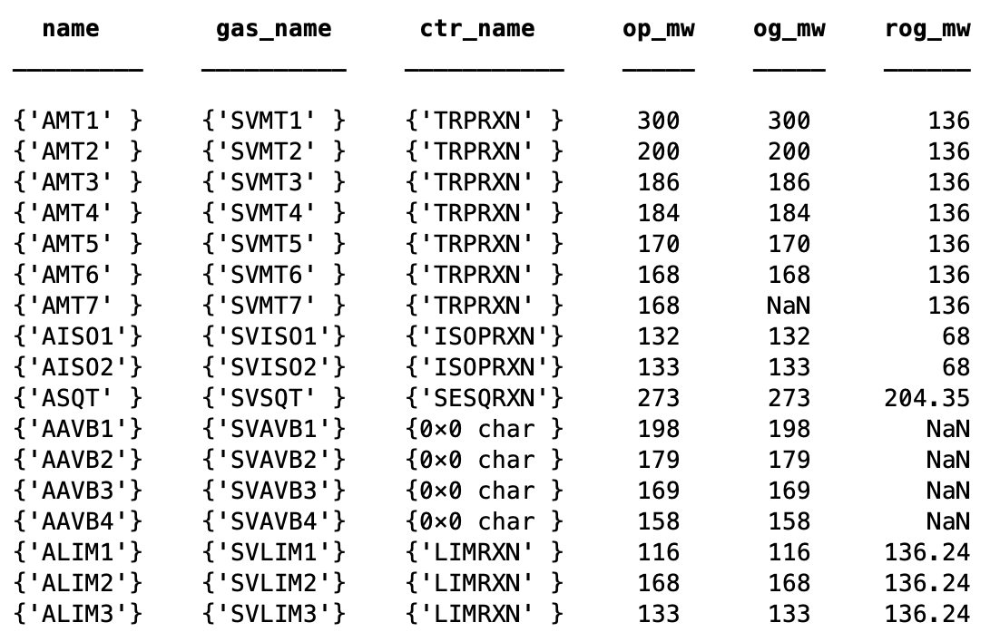 name gas_name ctr_name op_mw og_mw rog_mw
{'AMT1' } {'SVMT1' } {'TRPRXN' } 300 300 136
{'AMT2' } {'SVMT2' } {'TRPRXN' } 200 200 136
{'AMT3' } {'SVMT3' } {'TRPRXN' } 186 186 136
{'AMT4' } {'SVMT4' } {'TRPRXN' } 184 184 136
{'AMT5' } {'SVMT5' } {'TRPRXN' } 170 170 136
{'AMT6' } {'SVMT6' } {'TRPRXN' } 168 168 136
{'AMT7' } {'SVMT7' } {'TRPRXN' } 168 NaN 136
{'AISO1'} {'SVISO1'} {'ISOPRXN'} 132 132 68
{'AISO2'} {'SVISO2'} {'ISOPRXN'} 133 133 68
{'ASQT' } {'SVSQT' } {'SESQRXN'} 273 273 204.35
{'AAVB1'} {'SVAVB1'} {0×0 char } 198 198 NaN
{'AAVB2'} {'SVAVB2'} {0×0 char } 179 179 NaN
{'AAVB3'} {'SVAVB3'} {0×0 char } 169 169 NaN
{'AAVB4'} {'SVAVB4'} {0×0 char } 158 158 NaN
{'ALIM1'} {'SVLIM1'} {'LIMRXN' } 116 116 136.24
{'ALIM2'} {'SVLIM2'} {'LIMRXN' } 168 168 136.24
{'ALIM3'} {'SVLIM3'} {'LIMRXN' } 133 133 136.24